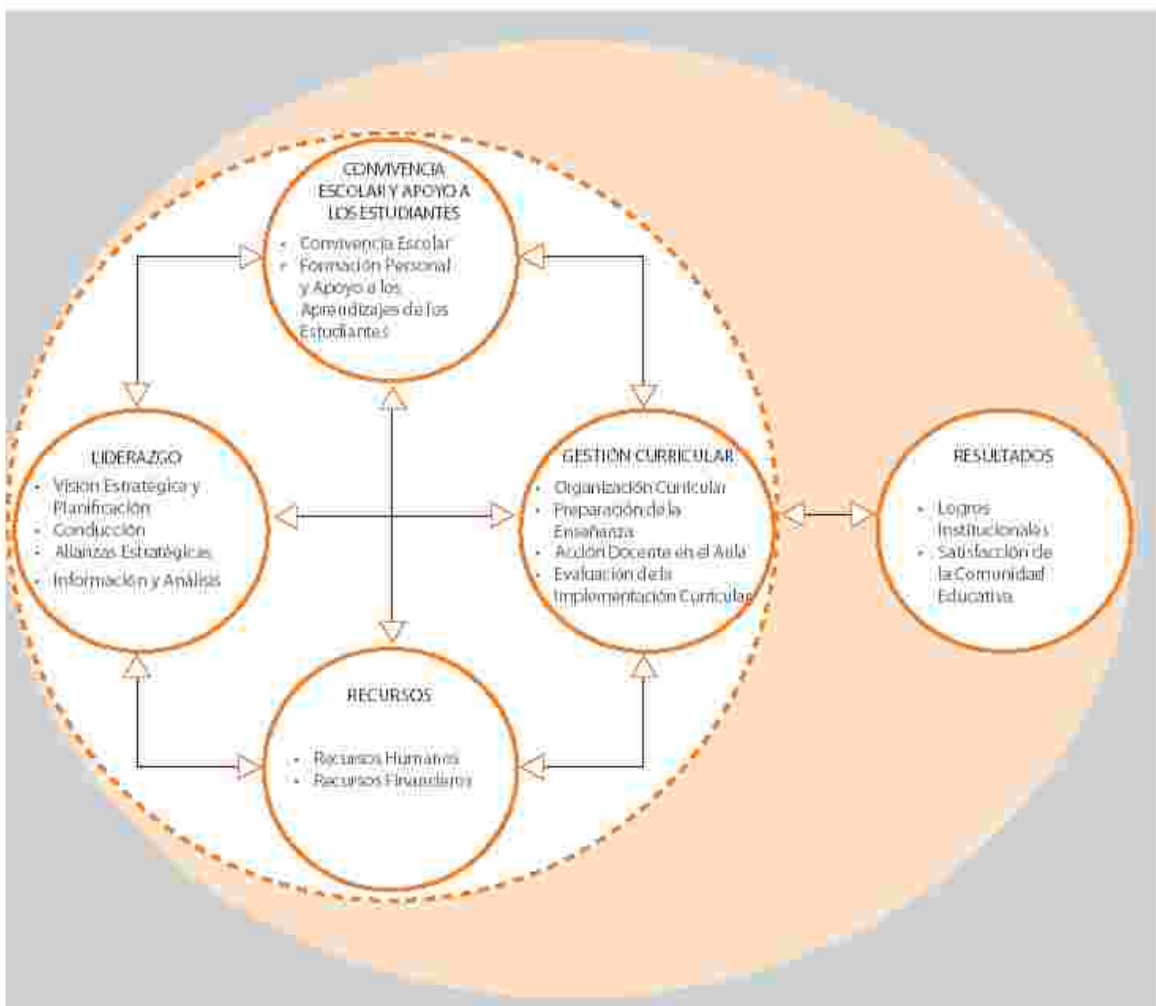 CONVIVENCIA
ESCOLAR Y APOYO A
LOS ESTUDIANTES
• Convivencia Escolar
• Formación Personal
y Apoyo a los
Aprendizajes de los
Estudiantes
LIDERAZGO
• Visión Estratégica y
Planificación
• Conducción
• Alianzas Estratégicas
• Información y Análisis
GESTIÓN CURRICULAR
• Organización Curricular
• Preparación de la
Enseñanza
• Acción Docente en el Aula
• Evaluación de la
Implementación Curricular
RESULTADOS
• Logros
Institucionales
• Satisfacción de
la Comunidad
Educativa
RECURSOS
• Recursos Humanos
• Recursos Financieros